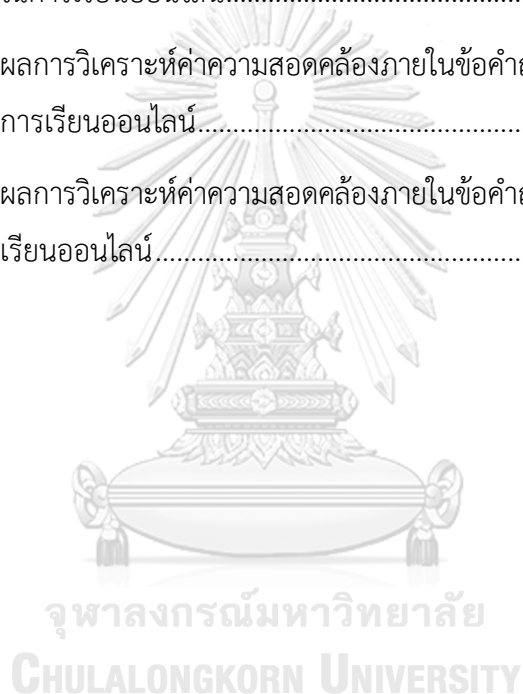 ผลการวิเคราะห์ค่าความสอดคล้องภายในข้อ
การเรียนออนไลน์........................................................
ผลการวิเคราะห์ค่าความสอดคล้องภายในข้อ
เรียนออนไลน์................................................................
จุฬาลงกรณ์มหาวิทยาลัย
CHULALONGKORN UNIVERSITY